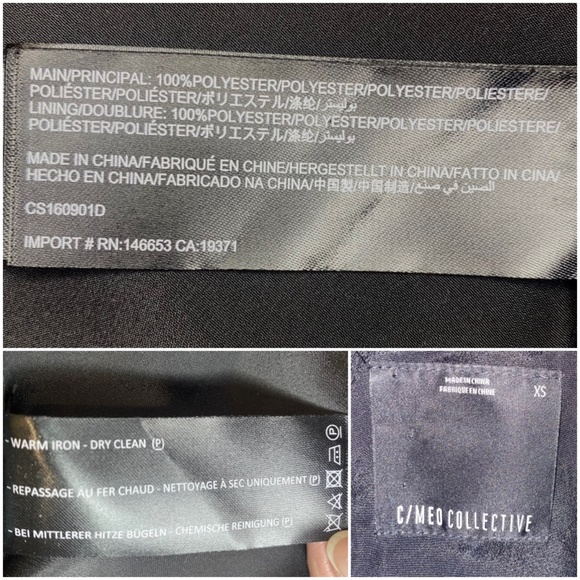 MAIN/PRINCIPAL: 100%POLYESTER/POLYESTER/POLYESTER/POLIESTERE/
POLIÉSTER/POLIÉSTER/ポリエステル/涤纶/بوليستر
LINING/DOUBLURE: 100%POLYESTER/POLYESTER/POLYESTER/POLIESTERE/
POLIÉSTER/POLIÉSTER/ポリエステル/涤纶/بوليستر
MADE IN CHINA/FABRIQUÉ EN CHINE/HERGESTELLT IN CHINA/FATTO IN CINA/
HECHO EN CHINA/FABRICADO NA CHINA/中国製/中国制造/الصين في صنع
CS160901D
IMPORT # RN:146653 CA:19371
- WARM IRON - DRY CLEAN (P)
- REPASSAGE AU FER CHAUD - NETTOYAGE À SEC UNIQUEMENT (P)
- BEI MITTLERER HITZE BÜGELN - CHEMISCHE REINIGUNG (P)
P
MADE IN CHINA
FABRIQUE EN CHINE
XS
C/MEO COLLECTIVE